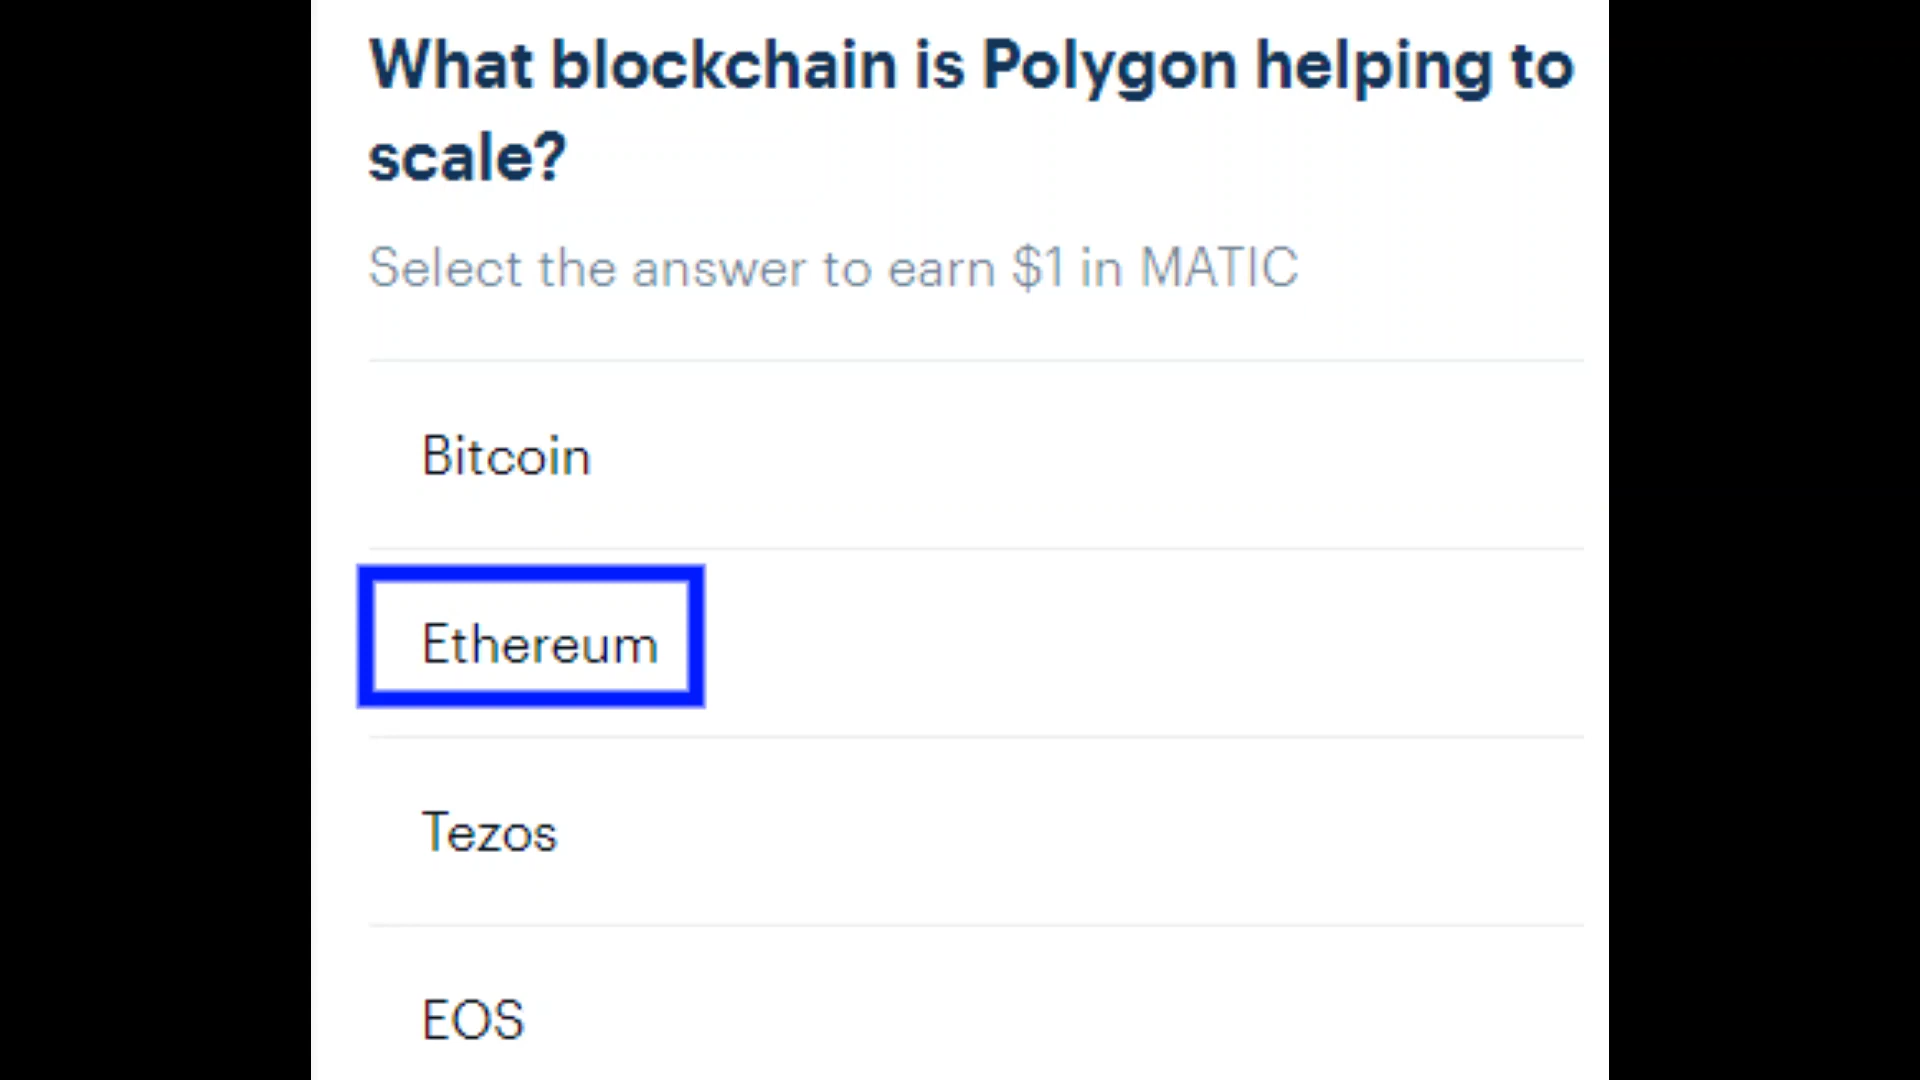 What blockchain is Polygon helping to
scale?
Select the answer to earn $1 in MATIC
Bitcoin
Ethereum
Tezos
EOS